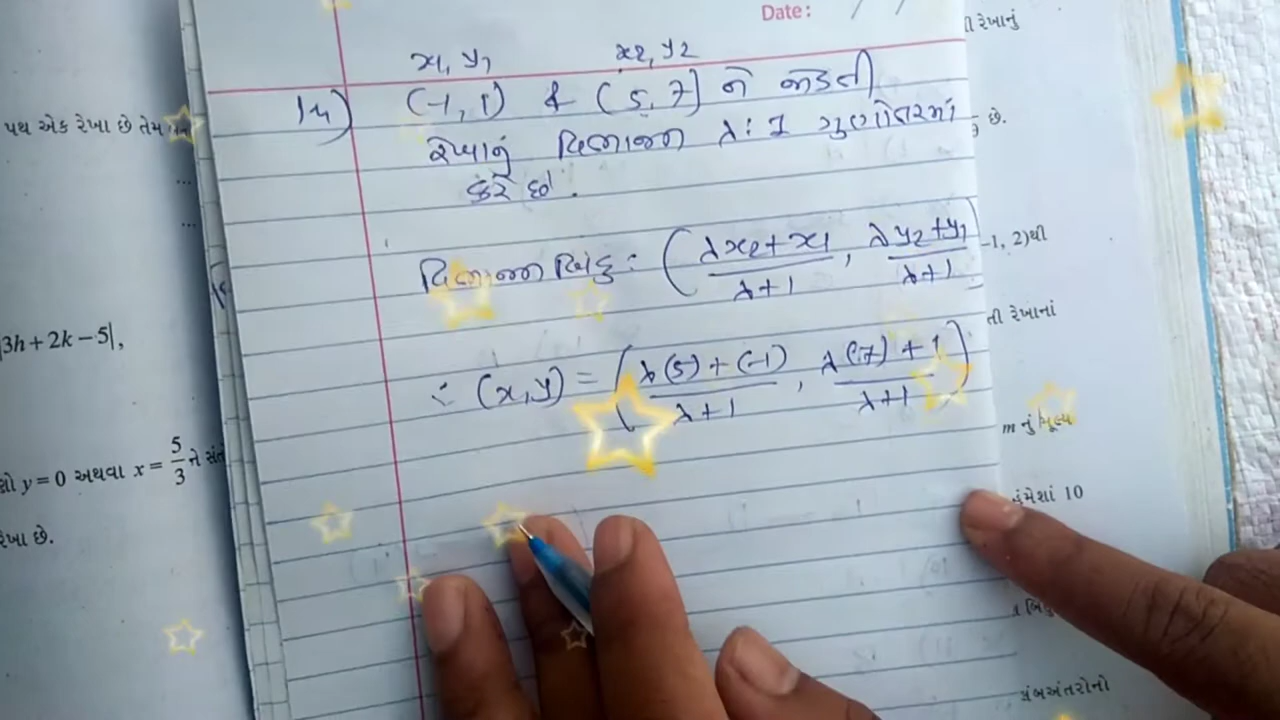 Date: / /
x1, y1 x2, y2
14) (-1, 1) & (5, 7) ને જોડતી
રેખાનું વિભાજન λ:1 ગુણોત્તરમાં
કરે છે.
વિભાજન બિંદુ: (λx2+x1/λ+1, λy2+y1/λ+1)
∴ (x,y) = (λ(5)+(-1)/λ+1, λ(7)+1/λ+1)
પથ એક રેખા છે તેમ
...
...
|3h + 2k − 5|,
y = 0 અથવા x = 5/3 ને
રેખા છે.
રેખાનું
છે.
-1, 2)થી
તી રેખાનાં
m નું મૂલ્ય
હંમેશાં 10
લંબઅંતરોનો